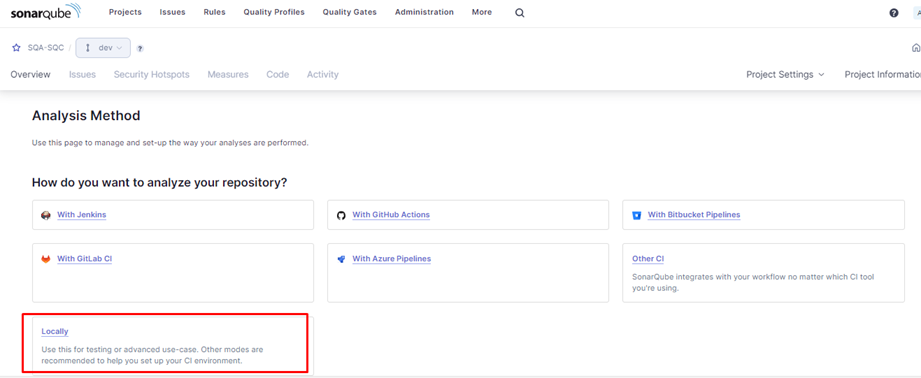 sonarqube Projects Issues Rules Quality Profiles Quality Gates Administration More ?
SQA-SQC / dev ?
Overview Issues Security Hotspots Measures Code Activity Project Settings Project Informatio
Analysis Method
Use this page to manage and set-up the way your analyses are performed.
How do you want to analyze your repository?
With Jenkins With GitHub Actions With Bitbucket Pipelines
With GitLab CI With Azure Pipelines Other CI
SonarQube integrates with your workflow no matter which CI tool
you're using.
Locally
Use this for testing or advanced use-case. Other modes are
recommended to help you set up your CI environment.